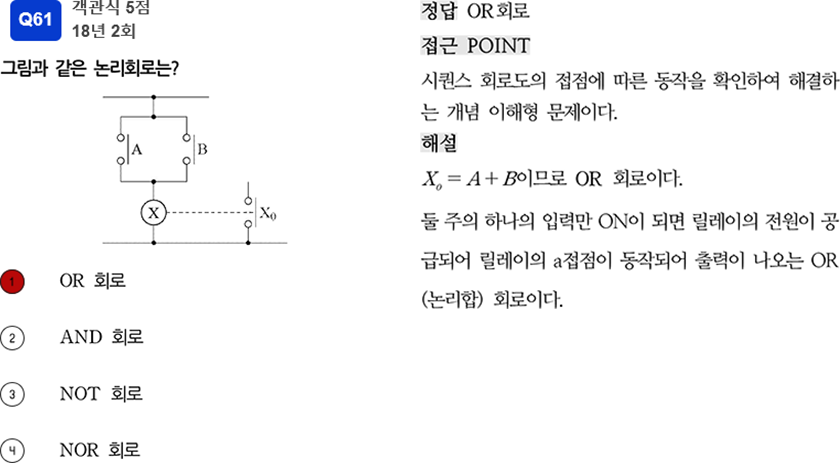 Q61
객관식 5점
18년 2회
그림과 같은 논리회로는?
A
B
X
X₀
1 OR 회로
2 AND 회로
3 NOT 회로
4 NOR 회로
정답 OR회로
접근 POINT
시퀀스 회로도의 접점에 따른 동작을 확인하여 해결하
는 개념 이해형 문제이다.
해설
Xₒ = A + B이므로 OR 회로이다.
둘 주의 하나의 입력만 ON이 되면 릴레이의 전원이 공
급되어 릴레이의 a접점이 동작되어 출력이 나오는 OR
(논리합) 회로이다.